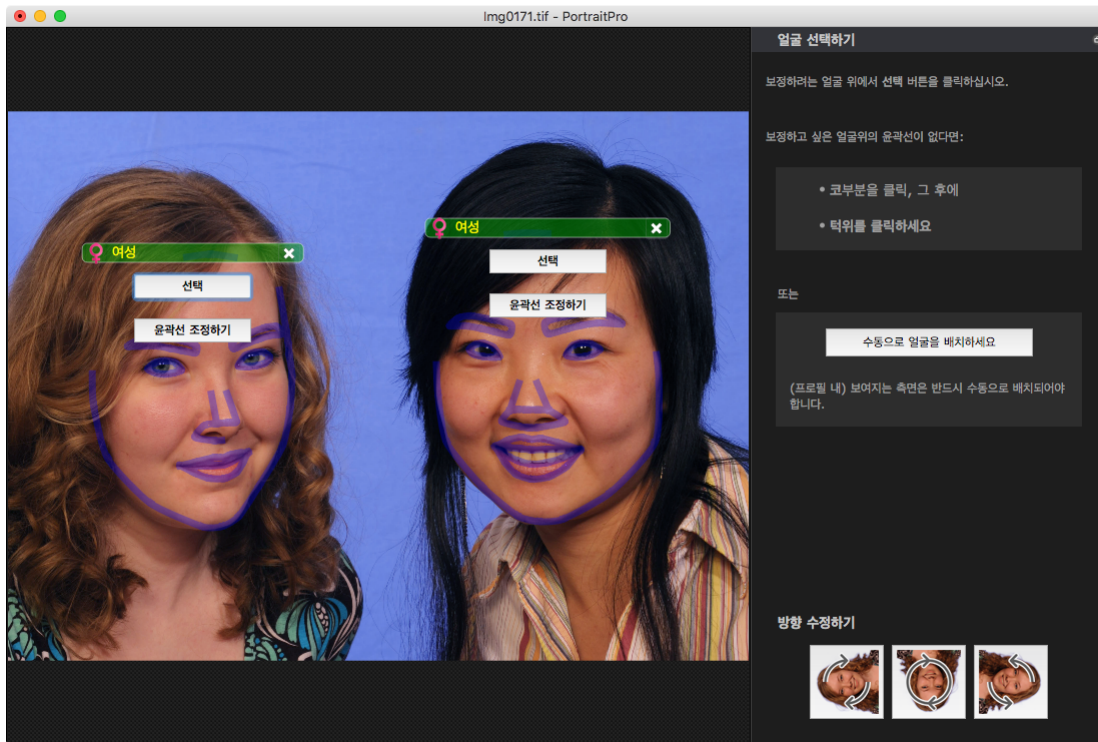 Img0171.tif - PortraitPro
얼굴 선택하기
보정하려는 얼굴 위에서 선택 버튼을 클릭하십시오.
보정하고 싶은 얼굴위의 윤곽선이 없다면:
• 코부분을 클릭, 그 후에
• 턱위를 클릭하세요
또는
수동으로 얼굴을 배치하세요
(프로필 내) 보여지는 측면은 반드시 수동으로 배치되어야
합니다.
방향 수정하기
여성
선택
윤곽선 조정하기
여성
선택
윤곽선 조정하기